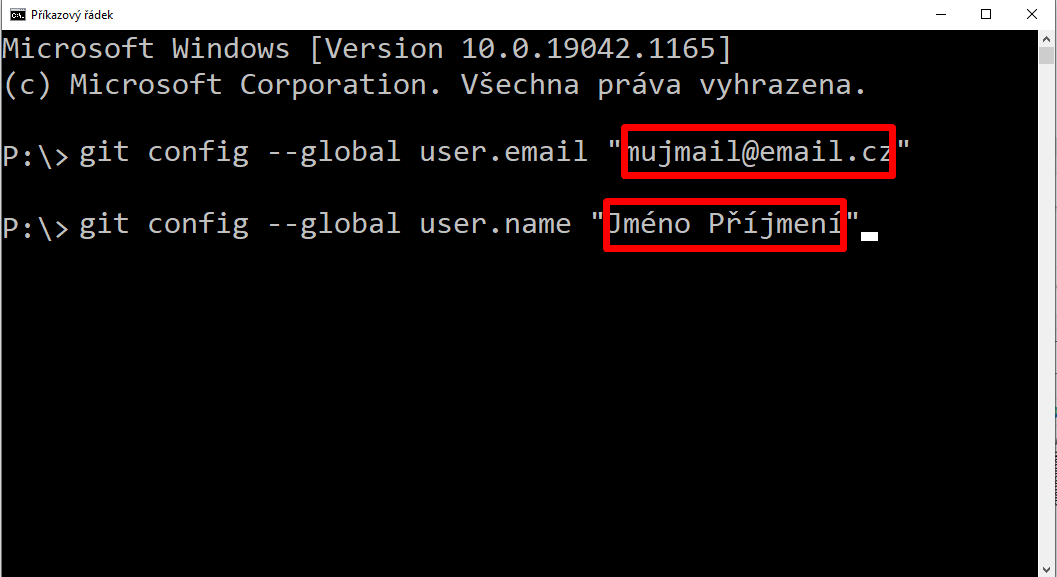 Příkazový řádek
Microsoft Windows [Version 10.0.19042.1165]
(c) Microsoft Corporation. Všechna práva vyhrazena.
P:\> git config --global user.email "mujmail@email.cz"
P:\> git config --global user.name "Jméno Příjmení"